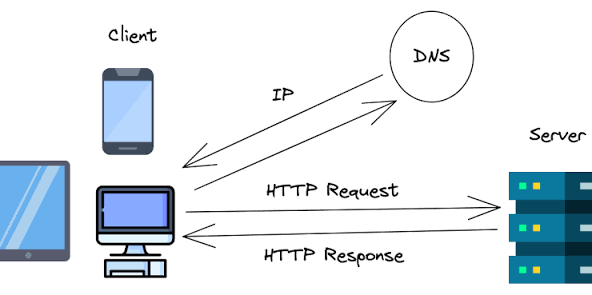 Client
DNS
IP
Server
HTTP Request
HTTP Response